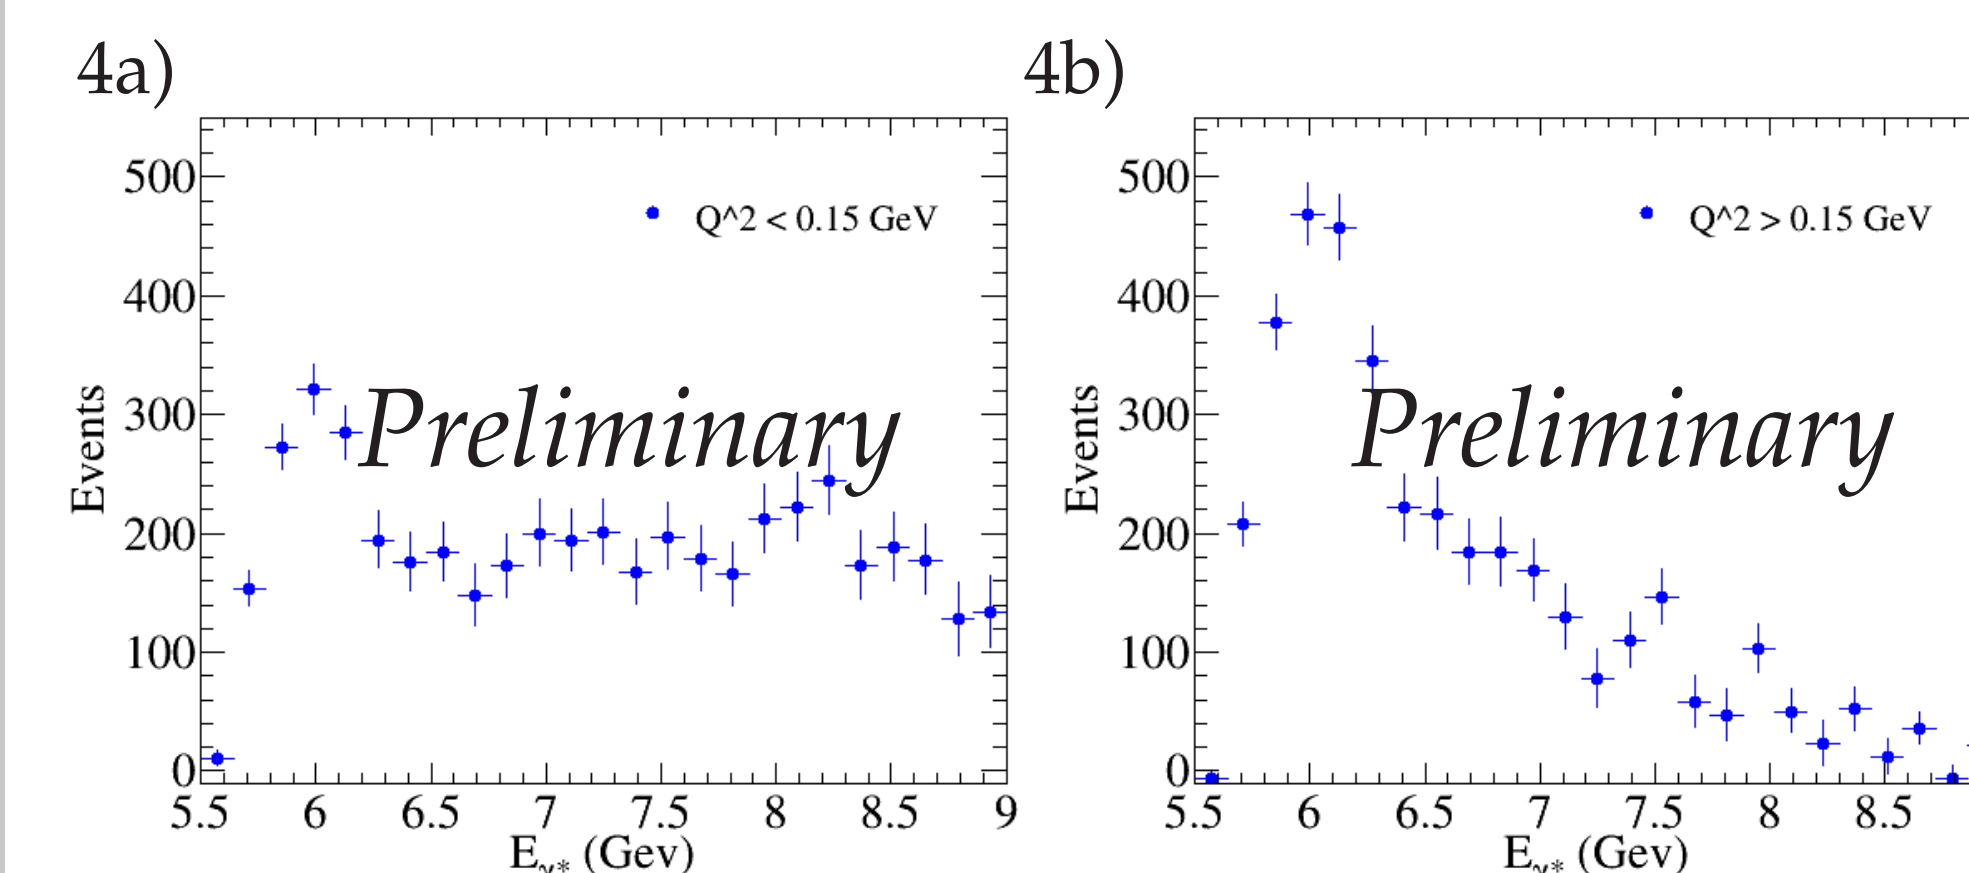 4a)
500
400
300
200
100
0
Events
Q^2 < 0.15 GeV
Preliminary
5.5 6 6.5 7 7.5 8 8.5 9
E_γ* (Gev)
4b)
500
400
300
200
100
0
Events
Q^2 > 0.15 GeV
Preliminary
5.5 6 6.5 7 7.5 8 8.5
E_γ* (Gev)